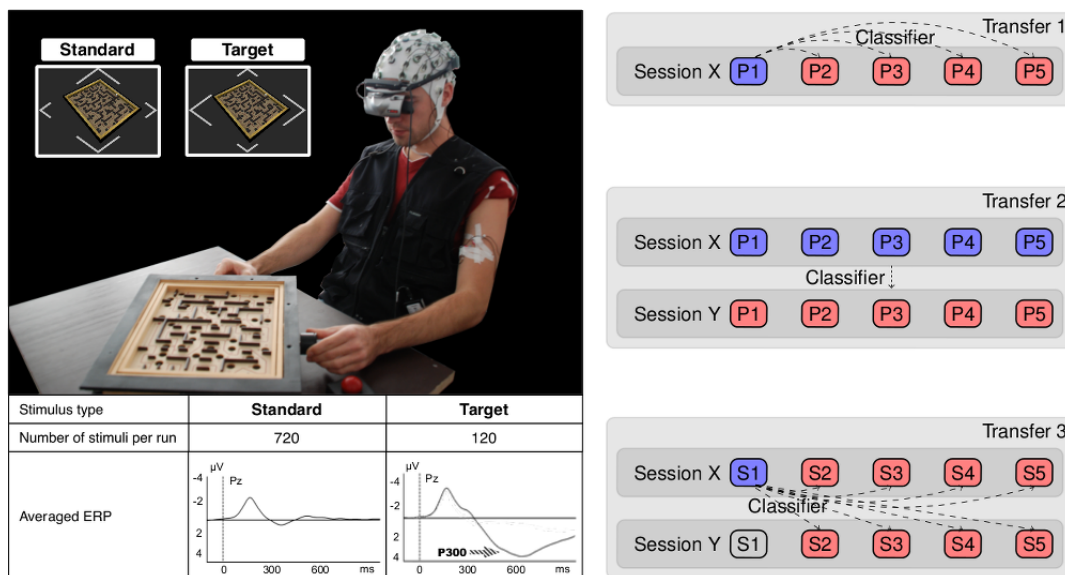 Standard
Target
Stimulus type
Standard
Target
Number of stimuli per run
720
120
Averaged ERP
µV
-4
-2
2
4
Pz
0
300
600
ms
µV
-4
-2
2
4
Pz
P300
0
300
600
ms
Transfer 1
Classifier
Session X P1 P2 P3 P4 P5
Transfer 2
Session X P1 P2 P3 P4 P5
Classifier
Session Y P1 P2 P3 P4 P5
Transfer 3
Session X S1 S2 S3 S4 S5
Classifier
Session Y S1 S2 S3 S4 S5